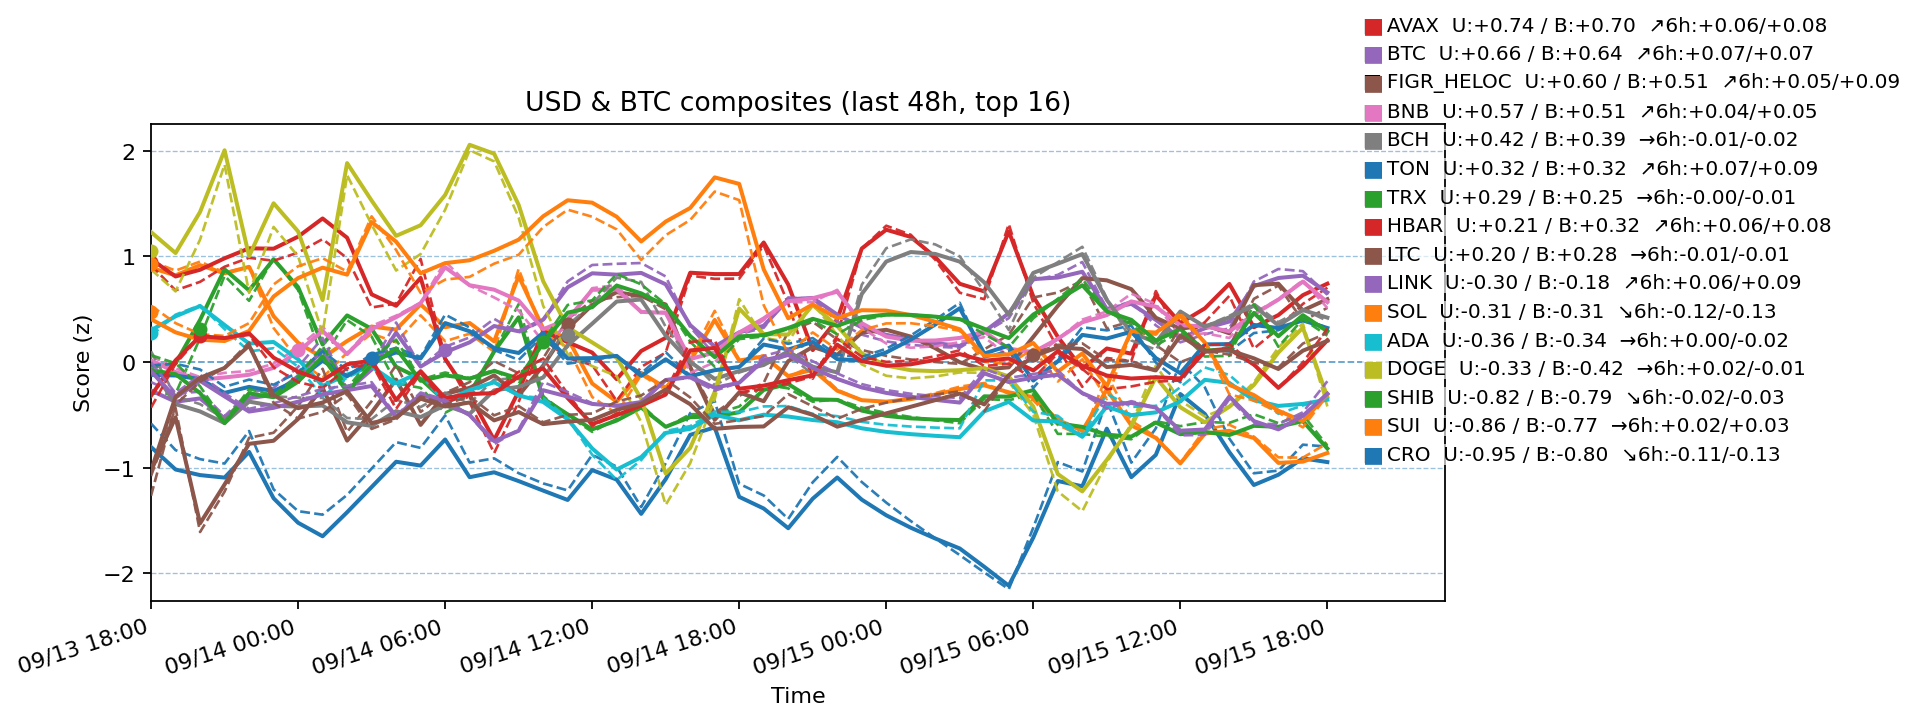 AVAX  U:+0.74 / B:+0.70  ↗6h:+0.06/+0.08
BTC  U:+0.66 / B:+0.64  ↗6h:+0.07/+0.07
FIGR_HELOC  U:+0.60 / B:+0.51  ↗6h:+0.05/+0.09
BNB  U:+0.57 / B:+0.51  ↗6h:+0.04/+0.05
BCH  U:+0.42 / B:+0.39  →6h:-0.01/-0.02
TON  U:+0.32 / B:+0.32  ↗6h:+0.07/+0.09
TRX  U:+0.29 / B:+0.25  →6h:-0.00/-0.01
HBAR  U:+0.21 / B:+0.32  ↗6h:+0.06/+0.08
LTC  U:+0.20 / B:+0.28  →6h:-0.01/-0.01
LINK  U:-0.30 / B:-0.18  ↗6h:+0.06/+0.09
SOL  U:-0.31 / B:-0.31  ↘6h:-0.12/-0.13
ADA  U:-0.36 / B:-0.34  →6h:+0.00/-0.02
DOGE  U:-0.33 / B:-0.42  →6h:+0.02/-0.01
SHIB  U:-0.82 / B:-0.79  ↘6h:-0.02/-0.03
SUI  U:-0.86 / B:-0.77  →6h:+0.02/+0.03
CRO  U:-0.95 / B:-0.80  ↘6h:-0.11/-0.13
USD & BTC composites (last 48h, top 16)
Score (z)
2
1
0
−1
−2
09/13 18:00
09/14 00:00
09/14 06:00
09/14 12:00
09/14 18:00
09/15 00:00
09/15 06:00
09/15 12:00
09/15 18:00
Time